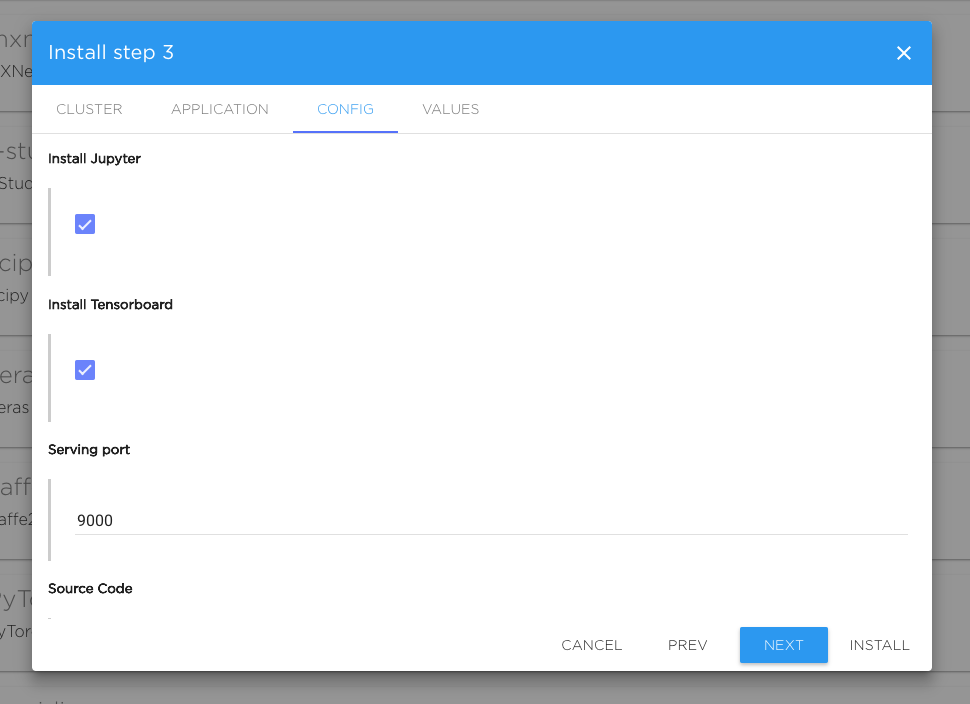 Install step 3
CLUSTER APPLICATION CONFIG VALUES
Install Jupyter
Install Tensorboard
Serving port
9000
Source Code
CANCEL PREV NEXT INSTALL